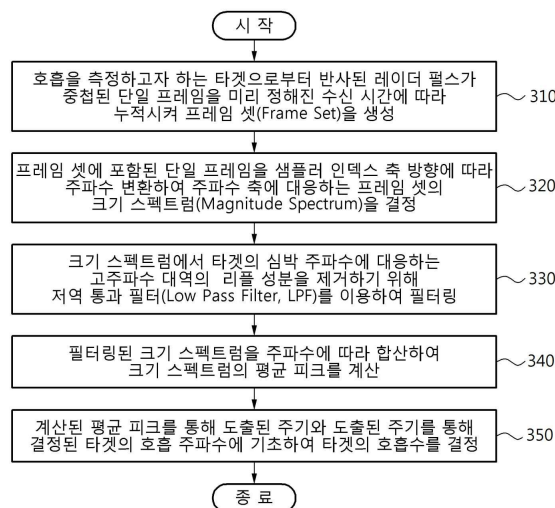 시 작
호흡을 측정하고자 하는 타겟으로부터 반사된 레이더 펄스가
중첩된 단일 프레임을 미리 정해진 수신 시간에 따라
누적시켜 프레임 셋(Frame Set)을 생성
310
프레임 셋에 포함된 단일 프레임을 샘플러 인덱스 축 방향에 따라
주파수 변환하여 주파수 축에 대응하는 프레임 셋의
크기 스펙트럼(Magnitude Spectrum)을 결정
320
크기 스펙트럼에서 타겟의 심박 주파수에 대응하는
고주파수 대역의 리플 성분을 제거하기 위해
저역 통과 필터(Low Pass Filter, LPF)를 이용하여 필터링
330
필터링된 크기 스펙트럼을 주파수에 따라 합산하여
크기 스펙트럼의 평균 피크를 계산
340
계산된 평균 피크를 통해 도출된 주기와 도출된 주기를 통해
결정된 타겟의 호흡 주파수에 기초하여 타겟의 호흡수를 결정
350
종 료